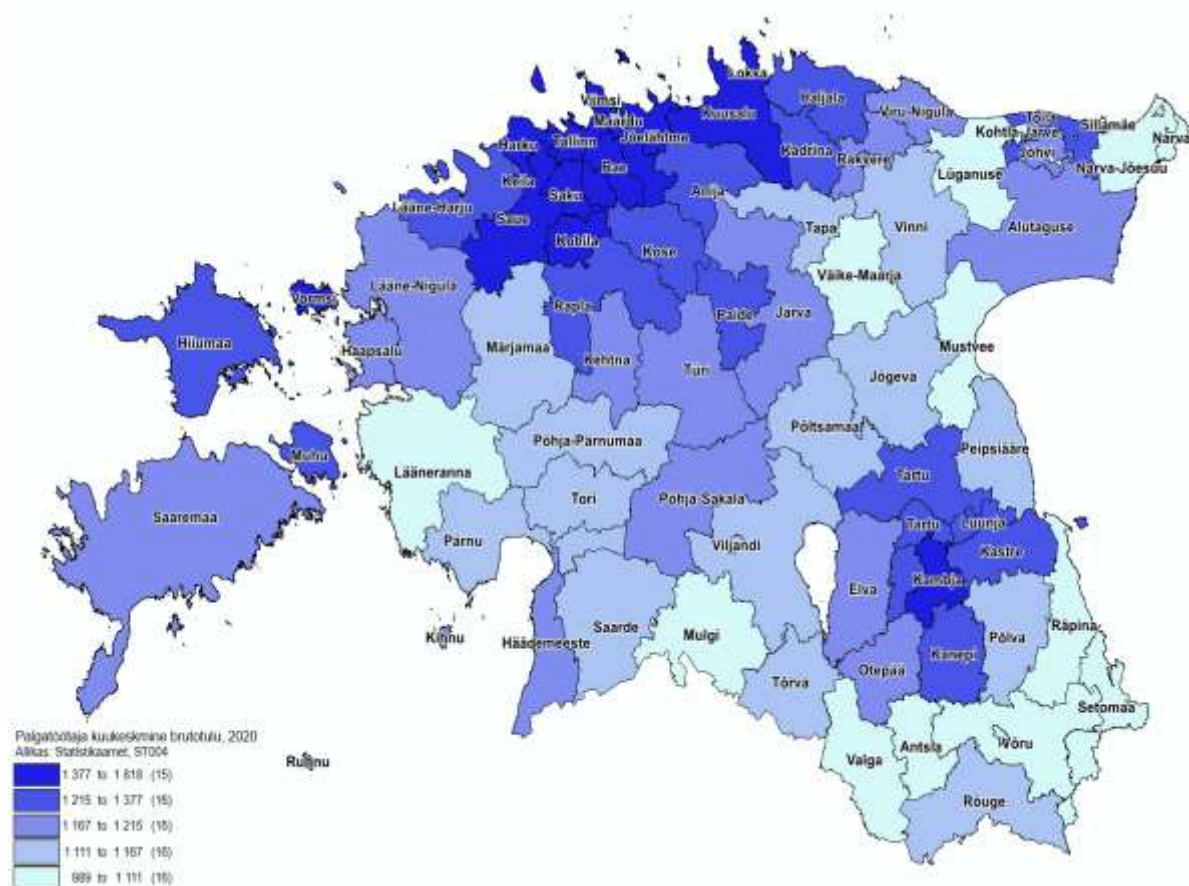 Loksa
Haljala
Viimsi
Kuusalu
Viru-Nigula
Toila
Sillamäe
Maardu
Kohtla-Järve
Narva
Harku
Tallinn
Jõelähtme
Kadrina
Rakvere
Jõhvi
Narva-Jõesuu
Rae
Keila
Saku
Anija
Lüganuse
Lääne-Harju
Saue
Tapa
Vinni
Alutaguse
Kohila
Kose
Väike-Maarja
Lääne-Nigula
Vormsi
Rapla
Paide
Järva
Hiiumaa
Haapsalu
Märjamaa
Kehtna
Türi
Mustvee
Jõgeva
Põltsamaa
Põhja-Pärnumaa
Peipsiääre
Muhu
Lääneranna
Tartu
Tori
Põhja-Sakala
Saaremaa
Tartu
Luunja
Pärnu
Viljandi
Kastre
Elva
Kambja
Saarde
Räpina
Kihnu
Häädemeeste
Mulgi
Kanepi
Põlva
Otepää
Tõrva
Setomaa
Antsla
Võru
Valga
Ruhnu
Rõuge
Palgatöötaja kuukeskmine brutotulu, 2020
Allikas: Statistikaamet, ST004
1 377 to 1 818 (15)
1 215 to 1 377 (16)
1 167 to 1 215 (16)
1 111 to 1 167 (16)
989 to 1 111 (16)